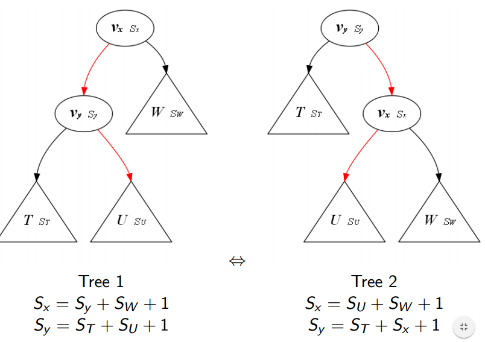 v_x S_x
v_y S_y
v_y S_y
W S_W
T S_T
v_x S_x
T S_T
U S_U
U S_U
W S_W
⇔
Tree 1
S_x = S_y + S_W + 1
S_y = S_T + S_U + 1
Tree 2
S_x = S_U + S_W + 1
S_y = S_T + S_x + 1